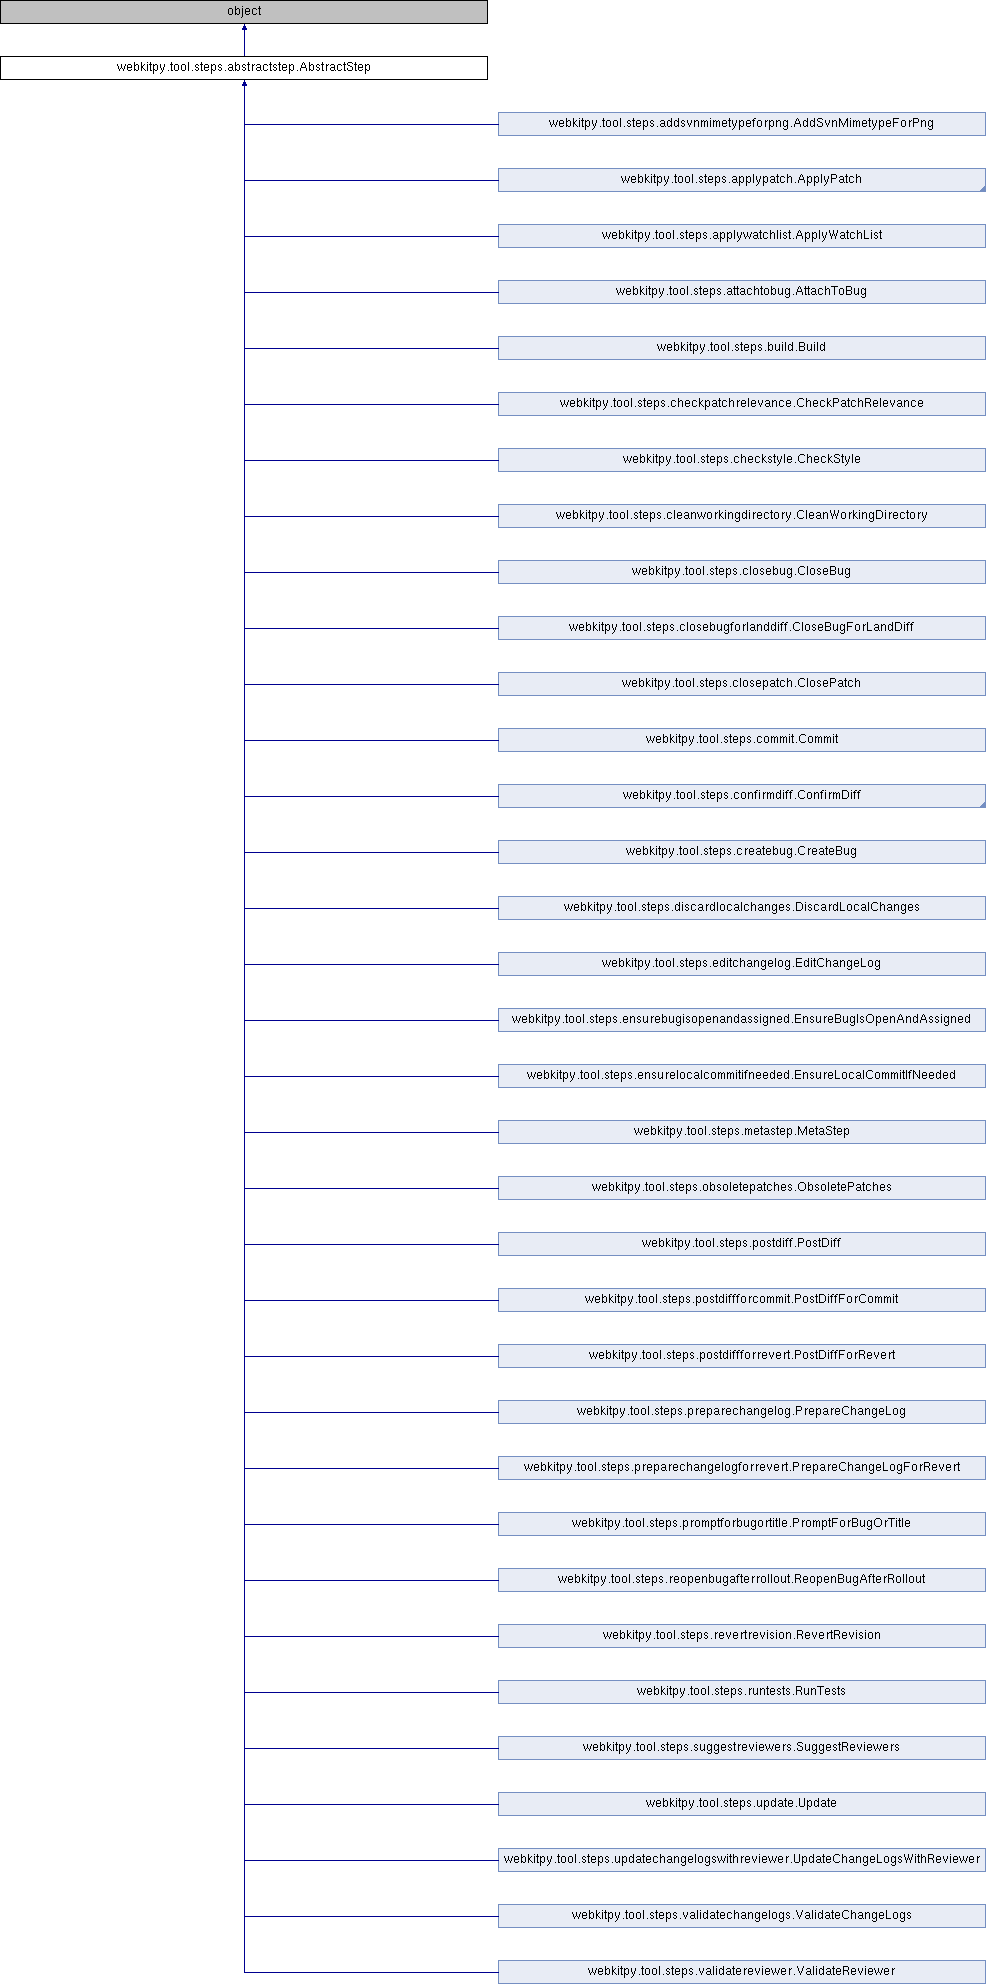 object
webkitpy.tool.steps.abstractstep.AbstractStep
webkitpy.tool.steps.addsvnmimetypeforpng.AddSvnMimetypeForPng
webkitpy.tool.steps.applypatch.ApplyPatch
webkitpy.tool.steps.applywatchlist.ApplyWatchList
webkitpy.tool.steps.attachtobug.AttachToBug
webkitpy.tool.steps.build.Build
webkitpy.tool.steps.checkpatchrelevance.CheckPatchRelevance
webkitpy.tool.steps.checkstyle.CheckStyle
webkitpy.tool.steps.cleanworkingdirectory.CleanWorkingDirectory
webkitpy.tool.steps.closebug.CloseBug
webkitpy.tool.steps.closebugforlanddiff.CloseBugForLandDiff
webkitpy.tool.steps.closepatch.ClosePatch
webkitpy.tool.steps.commit.Commit
webkitpy.tool.steps.confirmdiff.ConfirmDiff
webkitpy.tool.steps.createbug.CreateBug
webkitpy.tool.steps.discardlocalchanges.DiscardLocalChanges
webkitpy.tool.steps.editchangelog.EditChangeLog
webkitpy.tool.steps.ensurebugisopenandassigned.EnsureBugIsOpenAndAssigned
webkitpy.tool.steps.ensurelocalcommitifneeded.EnsureLocalCommitIfNeeded
webkitpy.tool.steps.metastep.MetaStep
webkitpy.tool.steps.obsoletepatches.ObsoletePatches
webkitpy.tool.steps.postdiff.PostDiff
webkitpy.tool.steps.postdiffforcommit.PostDiffForCommit
webkitpy.tool.steps.postdiffforrevert.PostDiffForRevert
webkitpy.tool.steps.preparechangelog.PrepareChangeLog
webkitpy.tool.steps.preparechangelogforrevert.PrepareChangeLogForRevert
webkitpy.tool.steps.promptforbugortitle.PromptForBugOrTitle
webkitpy.tool.steps.reopenbugafterrollout.ReopenBugAfterRollout
webkitpy.tool.steps.revertrevision.RevertRevision
webkitpy.tool.steps.runtests.RunTests
webkitpy.tool.steps.suggestreviewers.SuggestReviewers
webkitpy.tool.steps.update.Update
webkitpy.tool.steps.updatechangelogswithreviewer.UpdateChangeLogsWithReviewer
webkitpy.tool.steps.validatechangelogs.ValidateChangeLogs
webkitpy.tool.steps.validatereviewer.ValidateReviewer